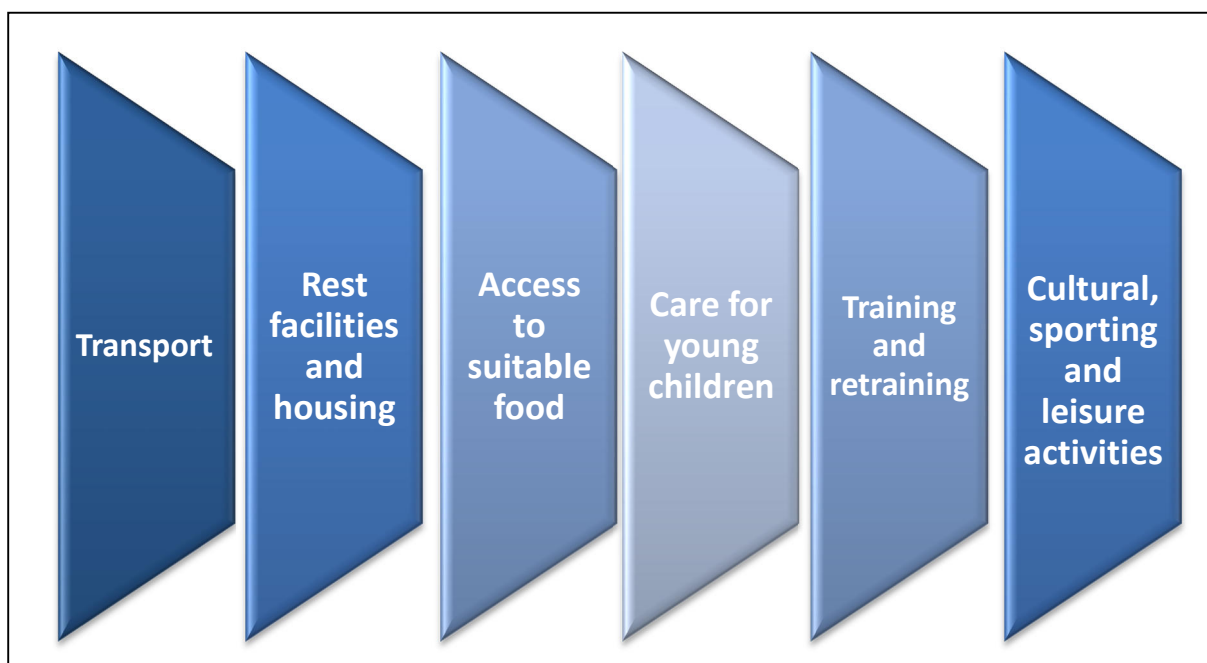 Transport
Rest
facilities
and
housing
Access
to
suitable
food
Care for
young
children
Training
and
retraining
Cultural,
sporting
and
leisure
activities